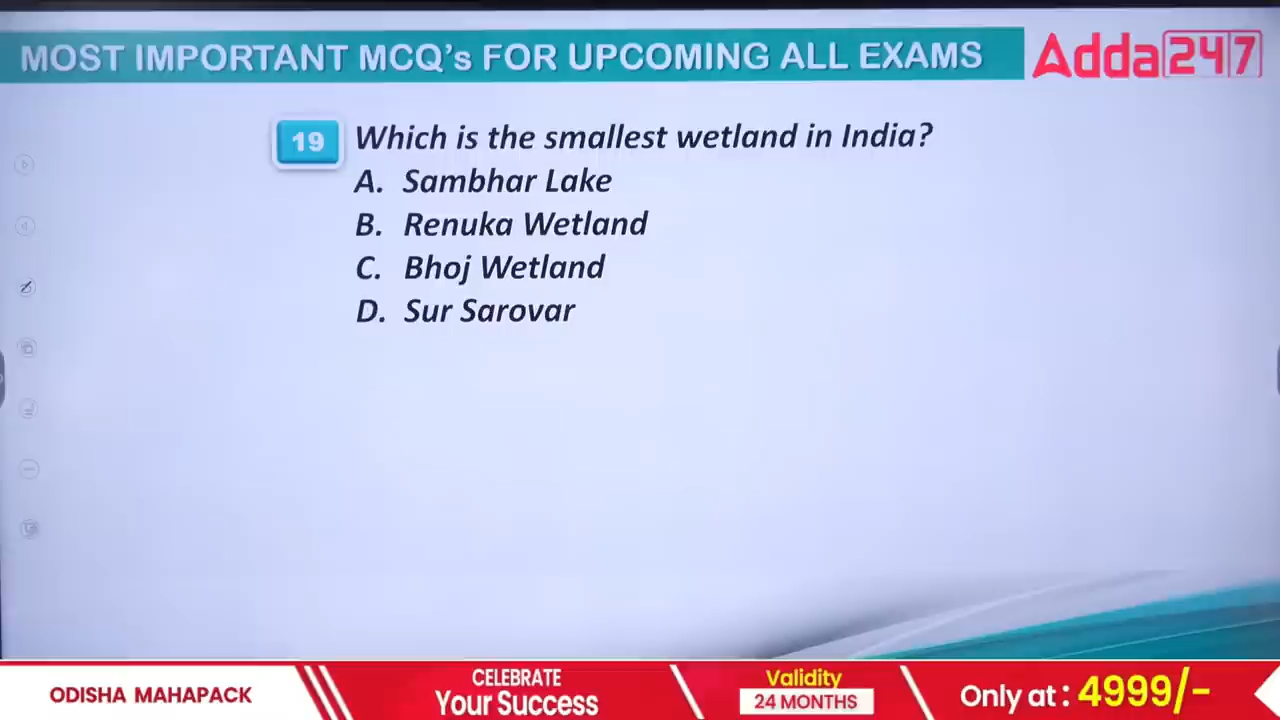 MOST IMPORTANT MCQ's FOR UPCOMING ALL EXAMS
Adda247
19 Which is the smallest wetland in India?
A. Sambhar Lake
B. Renuka Wetland
C. Bhoj Wetland
D. Sur Sarovar
ODISHA MAHAPACK
CELEBRATE
Your Success
Validity
24 MONTHS
Only at : 4999/-